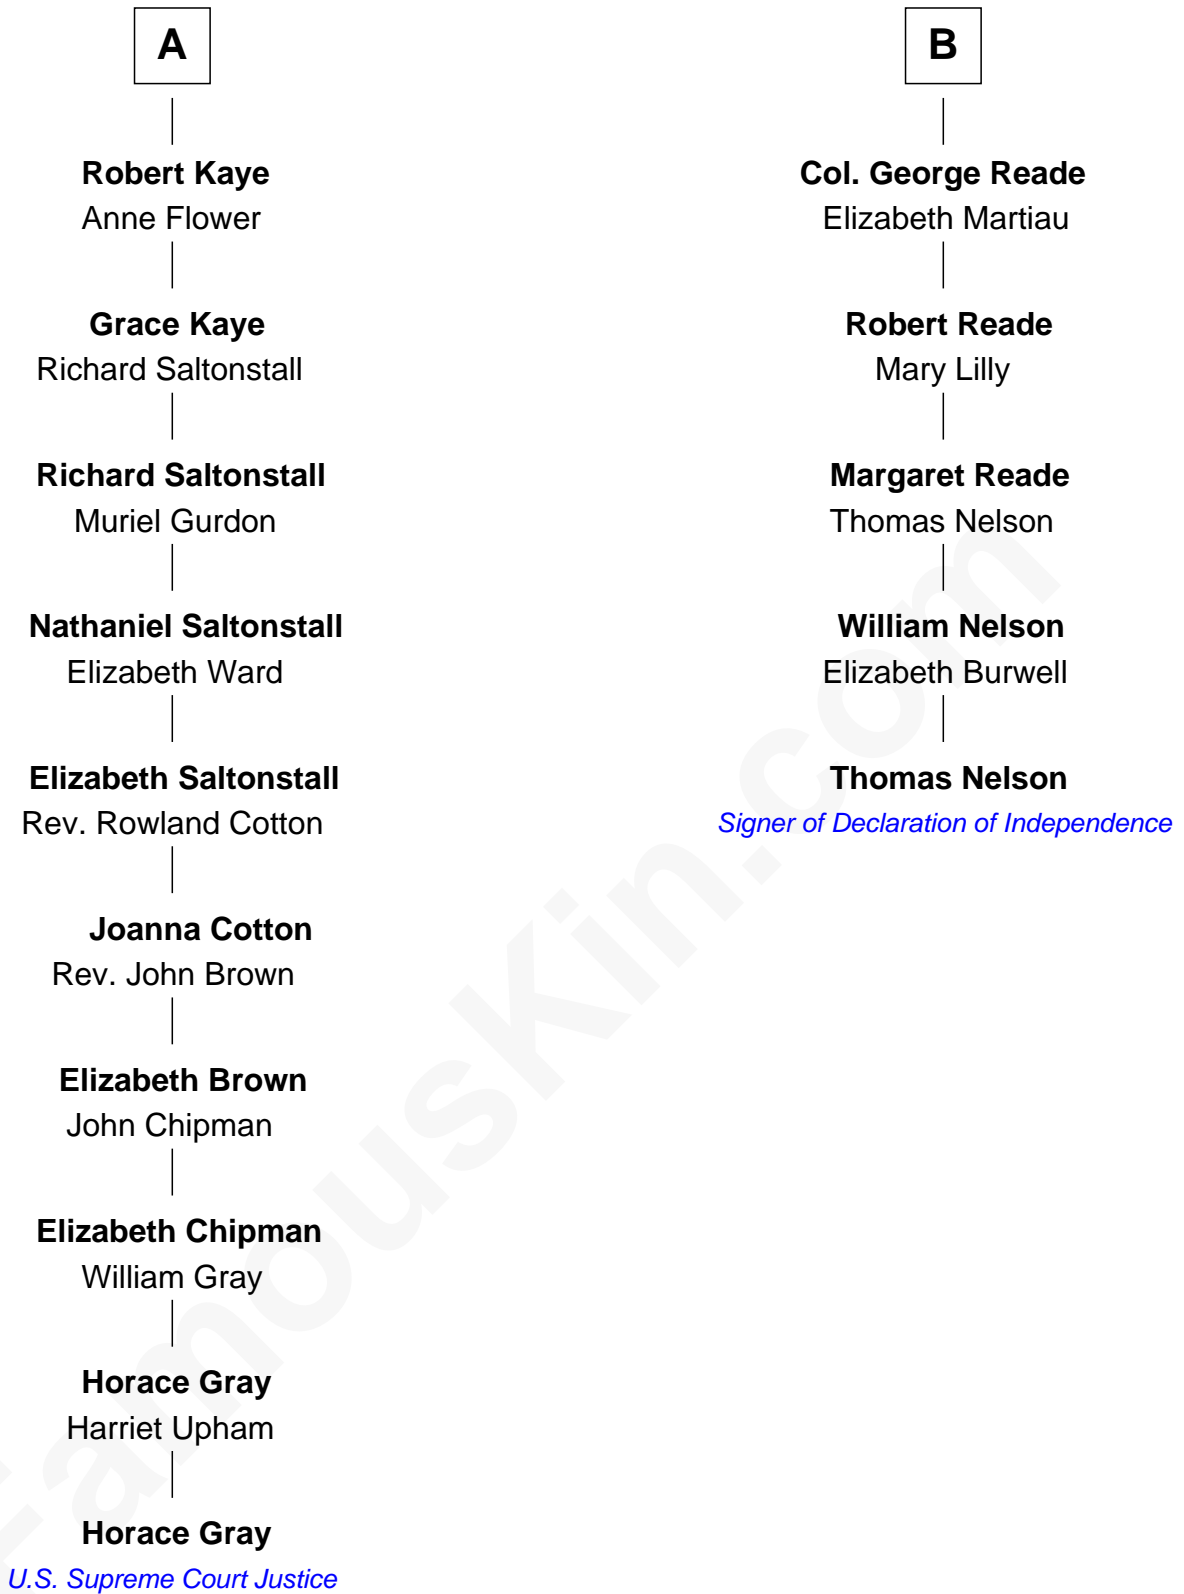 A
Robert Kaye
Anne Flower
Grace Kaye
Richard Saltonstall
Richard Saltonstall
Muriel Gurdon
Nathaniel Saltonstall
Elizabeth Ward
Elizabeth Saltonstall
Rev. Rowland Cotton
Joanna Cotton
Rev. John Brown
Elizabeth Brown
John Chipman
Elizabeth Chipman
William Gray
Horace Gray
Harriet Upham
Horace Gray
U.S. Supreme Court Justice
B
Col. George Reade
Elizabeth Martiau
Robert Reade
Mary Lilly
Margaret Reade
Thomas Nelson
William Nelson
Elizabeth Burwell
Thomas Nelson
Signer of Declaration of Independence
FamousKin.com